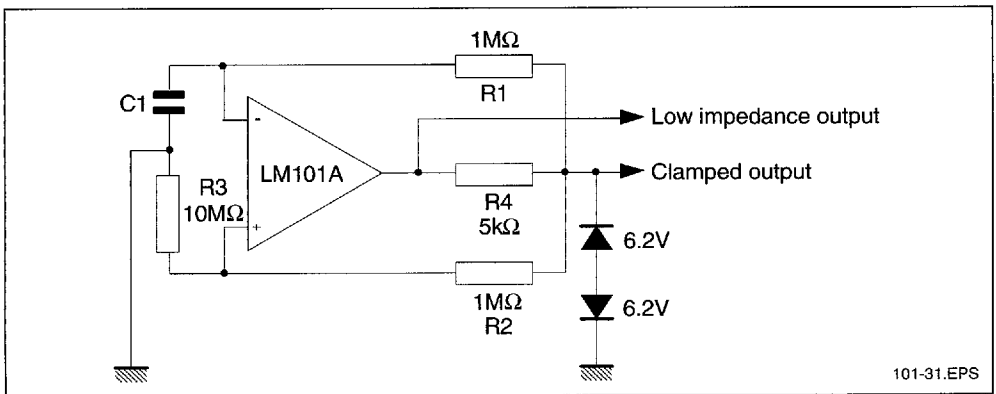 1MΩ
R1
C1
-
Low impedance output
LM101A
Clamped output
R3
10MΩ
R4
5kΩ
+
6.2V
1MΩ
R2
6.2V
101-31.EPS